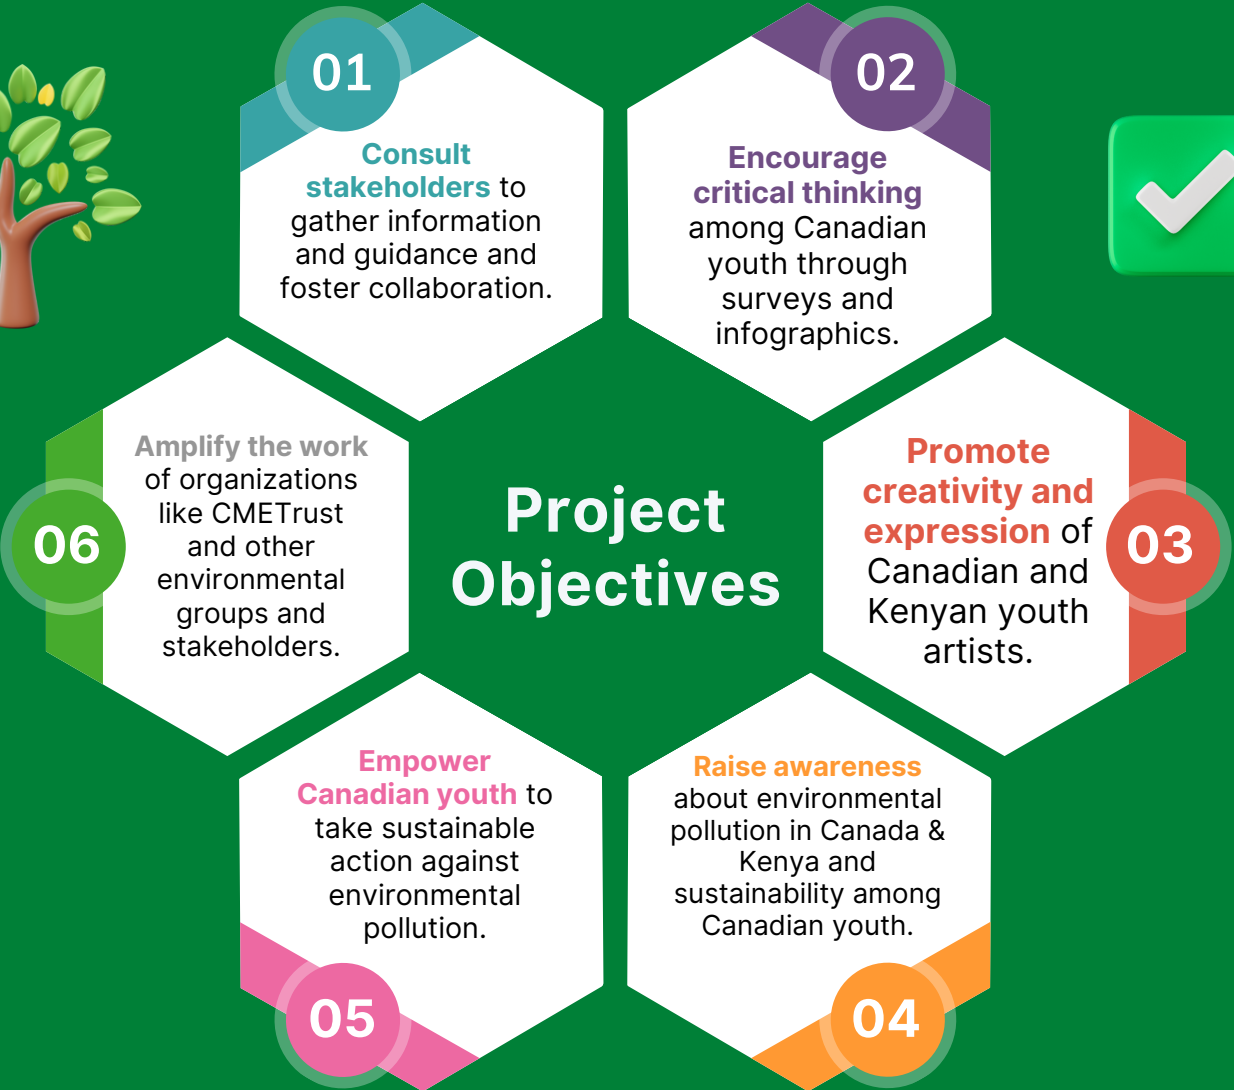 01
Consult
stakeholders to
gather information
and guidance and
foster collaboration.
02
Encourage
critical thinking
among Canadian
youth through
surveys and
infographics.
Project
Objectives
03
Promote
creativity and
expression of
Canadian and
Kenyan youth
artists.
04
Raise awareness
about environmental
pollution in Canada &
Kenya and
sustainability among
Canadian youth.
05
Empower
Canadian youth to
take sustainable
action against
environmental
pollution.
06
Amplify the work
of organizations
like CMETrust
and other
environmental
groups and
stakeholders.